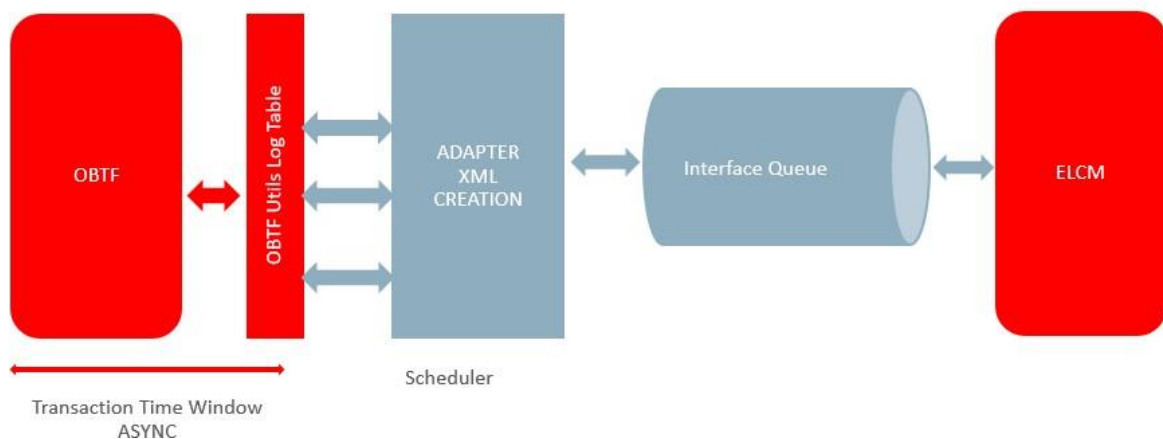 OBTF
OBTF Utils Log Table
ADAPTER
XML
CREATION
Interface Queue
ELCM
Scheduler
Transaction Time Window
ASYNC